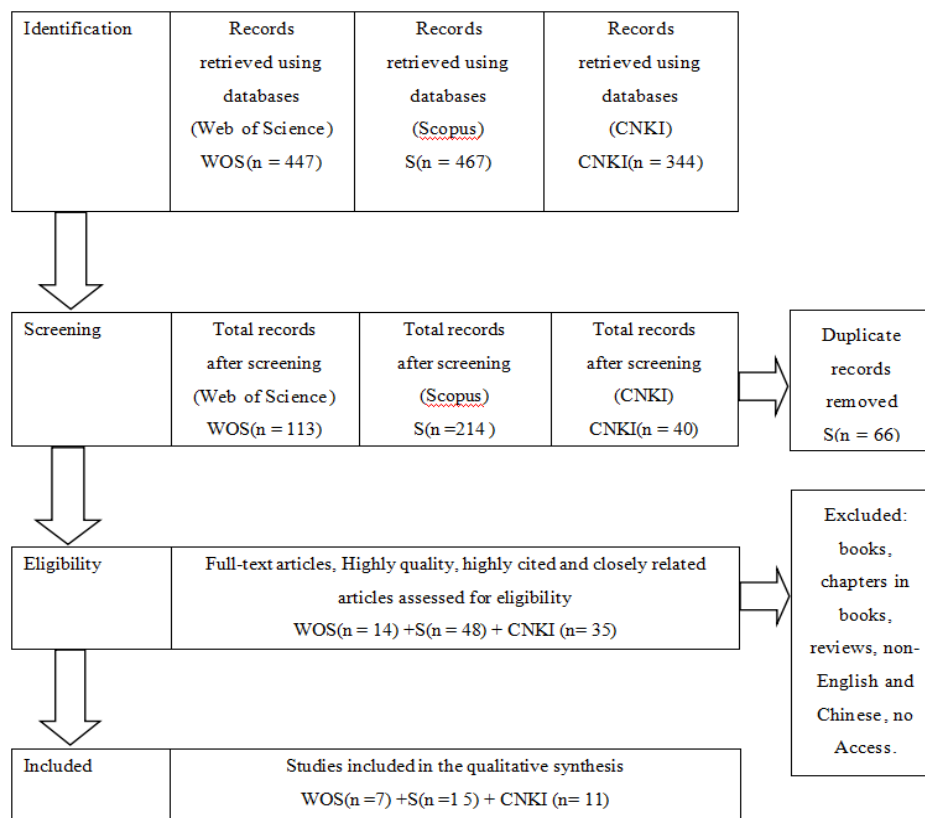 Identification
Records
retrieved using
databases
(Web of Science)
WOS(n = 447)
Records
retrieved using
databases
(Scopus)
S(n = 467)
Records
retrieved using
databases
(CNKI)
CNKI(n = 344)
Screening
Total records
after screening
(Web of Science)
WOS(n = 113)
Total records
after screening
(Scopus)
S(n =214 )
Total records
after screening
(CNKI)
CNKI(n = 40)
Duplicate
records
removed
S(n = 66)
Eligibility
Full-text articles, Highly quality, highly cited and closely related
articles assessed for eligibility
WOS(n = 14) +S(n = 48) + CNKI (n= 35)
Excluded:
books,
chapters in
books,
reviews, non-
English and
Chinese, no
Access.
Included
Studies included in the qualitative synthesis
WOS(n =7) +S(n =1 5) + CNKI (n= 11)